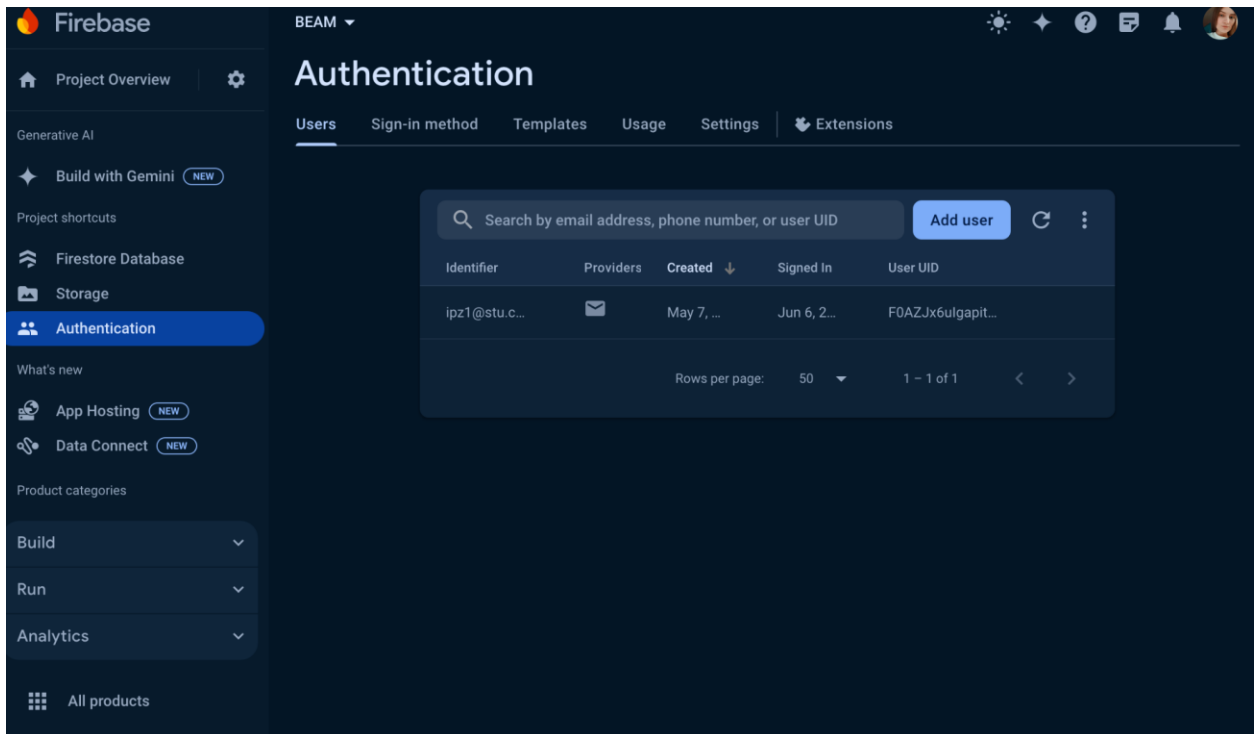 Firebase
BEAM
Project Overview
Authentication
Users Sign-in method Templates Usage Settings Extensions
Generative AI
Build with Gemini NEW
Project shortcuts
Firestore Database
Storage
Authentication
What's new
App Hosting NEW
Data Connect NEW
Product categories
Build
Run
Analytics
All products
Search by email address, phone number, or user UID Add user
Identifier Providers Created Signed In User UID
ipz1@stu.c... May 7, ... Jun 6, 2... F0AZJx6uIgapit...
Rows per page: 50 1 – 1 of 1